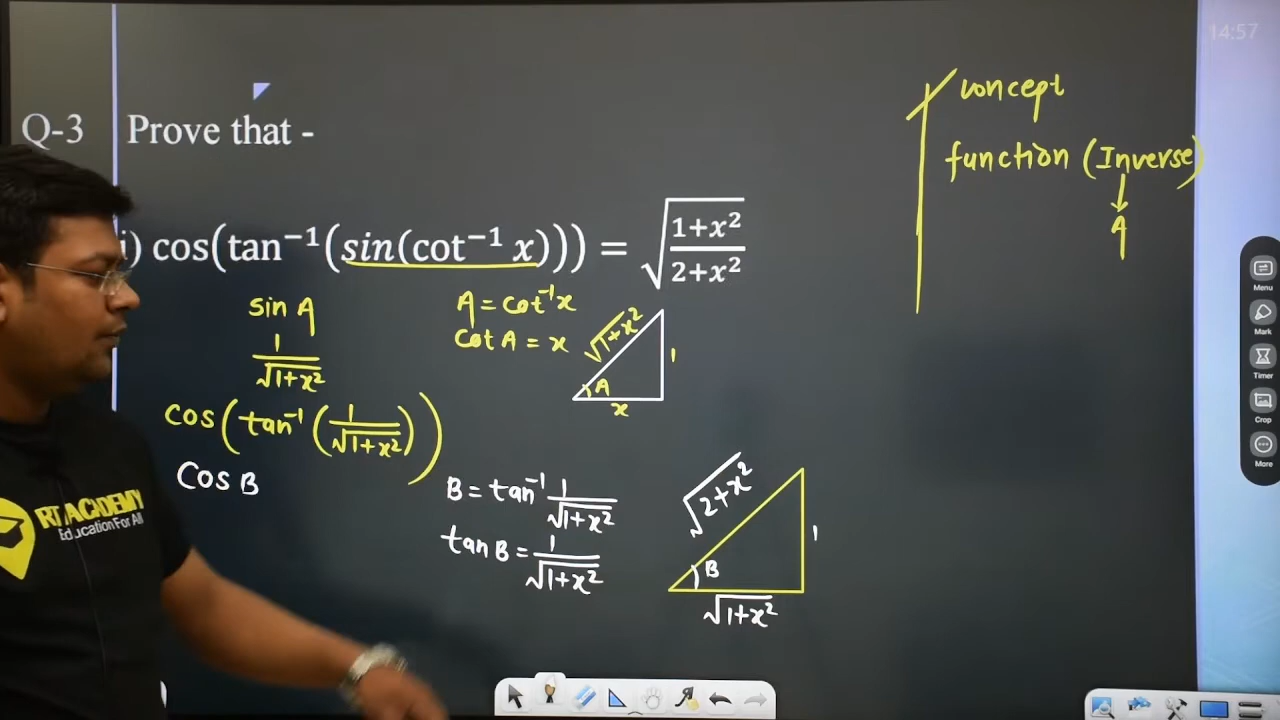 14:57
Q-3 Prove that -
i) cos(tan⁻¹(sin(cot⁻¹ x))) = √((1+x²)/(2+x²))
concept
function (Inverse)
↓
A
sin A
1/√(1+x²)
A = cot⁻¹x
cot A = x
√(1+x²)
1
A
x
cos(tan⁻¹(1/√(1+x²)))
cos B
B = tan⁻¹ 1/√(1+x²)
tan B = 1/√(1+x²)
√(2+x²)
1
B
√(1+x²)
ACADEMY
Education For All
Menu
Mark
Timer
Crop
More